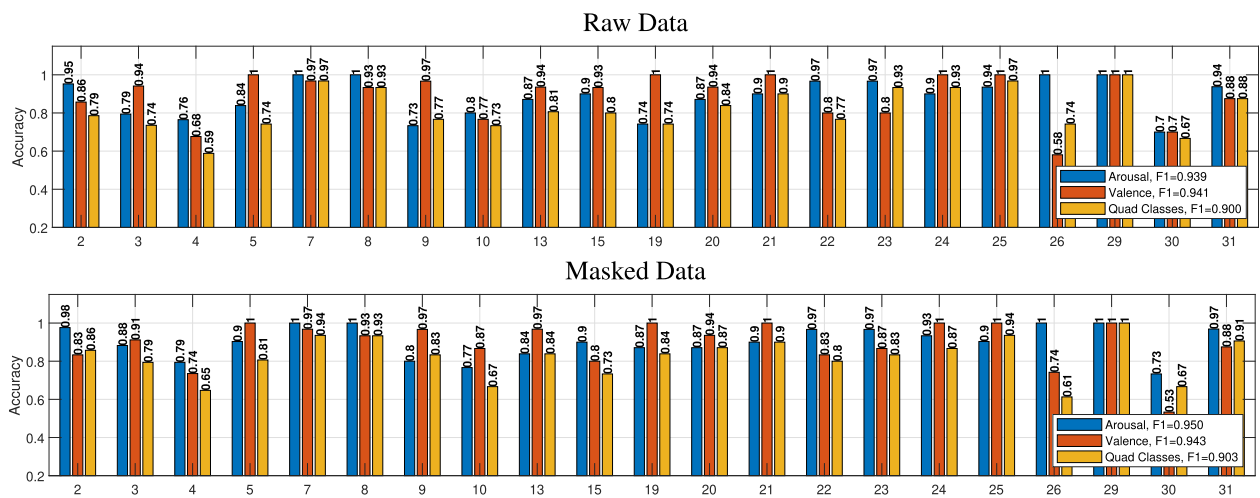 Raw Data
0.95 0.86 0.79 0.79 0.94 0.74 0.76 0.68 0.59 0.84 1 0.74 1 0.97 0.97 1 0.93 0.93 0.73 0.97 0.77 0.8 0.77 0.73 0.87 0.94 0.81 0.9 0.93 0.8 0.74 1 0.74 0.87 0.94 0.84 0.9 1 0.9 0.97 0.8 0.77 0.97 0.8 0.93 0.9 1 0.93 0.94 1 0.97 1 0.58 0.74 1 1 1 0.7 0.7 0.67 0.94 0.88 0.88
Accuracy
1
0.8
0.6
0.4
0.2
Arousal, F1=0.939
Valence, F1=0.941
Quad Classes, F1=0.900
2 3 4 5 7 8 9 10 13 15 19 20 21 22 23 24 25 26 29 30 31
Masked Data
0.98 0.83 0.86 0.88 0.91 0.79 0.79 0.74 0.65 0.9 1 0.81 1 0.97 0.94 1 0.93 0.93 0.8 0.97 0.83 0.77 0.87 0.67 0.84 0.97 0.84 0.9 0.8 0.73 0.87 1 0.84 0.87 0.94 0.87 0.9 1 0.9 0.97 0.83 0.8 0.97 0.87 0.83 0.93 1 0.87 0.9 1 0.94 1 0.74 0.61 1 1 1 0.73 0.53 0.67 0.97 0.88 0.91
Accuracy
1
0.8
0.6
0.4
0.2
Arousal, F1=0.950
Valence, F1=0.943
Quad Classes, F1=0.903
2 3 4 5 7 8 9 10 13 15 19 20 21 22 23 24 25 26 29 30 31